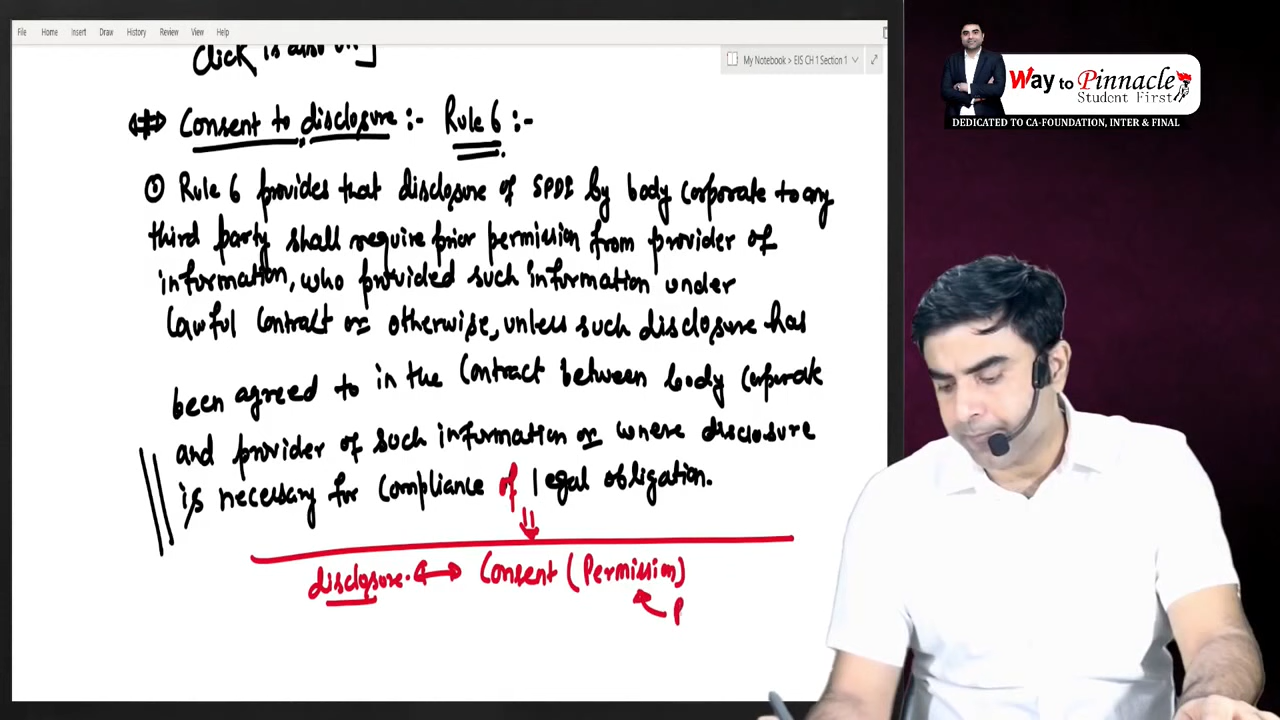 File Home Insert Draw History Review View Help
My Notebook > EIS CH 1 Section 1
Click is also
Consent to disclosure :- Rule 6 :-
① Rule 6 provides that disclosure of SPDI by body corporate to any
third party shall require prior permission from provider of
information, who provided such information under
lawful contract or otherwise, unless such disclosure has
been agreed to in the contract between body corporate
and provider of such information or where disclosure
is necessary for compliance of legal obligation.
disclosure. ↔ Consent (Permission)
P
Way to Pinnacle
Student First
DEDICATED TO CA-FOUNDATION, INTER & FINAL